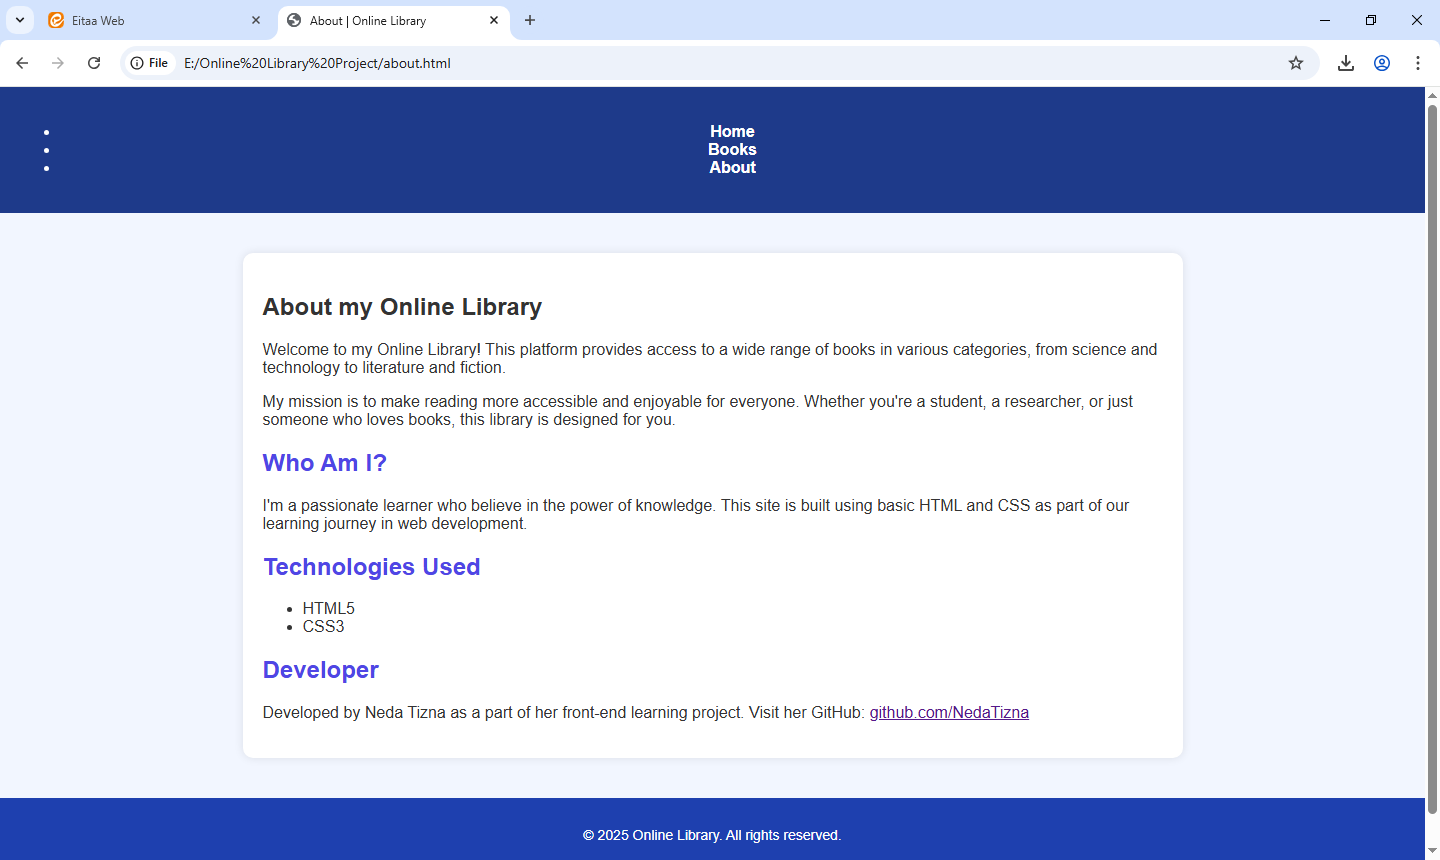 Eitaa Web
About | Online Library
File
E:/Online%20Library%20Project/about.html
Home
Books
About
About my Online Library
Welcome to my Online Library! This platform provides access to a wide range of books in various categories, from science and
technology to literature and fiction.
My mission is to make reading more accessible and enjoyable for everyone. Whether you're a student, a researcher, or just
someone who loves books, this library is designed for you.
Who Am I?
I'm a passionate learner who believe in the power of knowledge. This site is built using basic HTML and CSS as part of our
learning journey in web development.
Technologies Used
• HTML5
• CSS3
Developer
Developed by Neda Tizna as a part of her front-end learning project. Visit her GitHub: github.com/NedaTizna
© 2025 Online Library. All rights reserved.